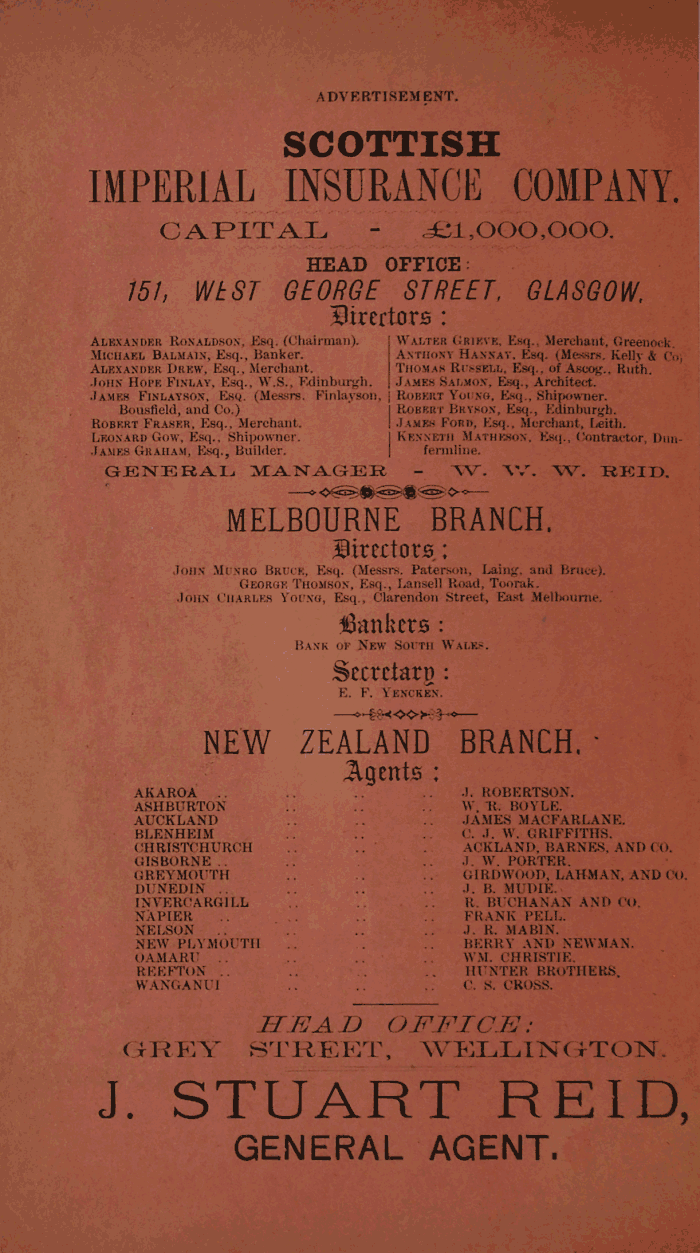 ADVERTISEMENT.
SCOTTISH
IMPERIAL INSURANCE COMPANY.
CAPITAL - £1,000,000.
HEAD OFFICE:
151, WEST GEORGE STREET, GLASGOW.
Directors:
ALEXANDER RONALDSON, Esq. (Chairman).
MICHAEL BALMAIN, Esq., Banker.
ALEXANDER DREW, Esq., Merchant.
JOHN HOPE FINLAY, Esq., W.S., Edinburgh.
JAMES FINLAYSON, Esq. (Messrs. Finlayson,
Bousfield, and Co.)
ROBERT FRASER, Esq., Merchant.
LEONARD GOW, Esq., Shipowner.
JAMES GRAHAM, Esq., Builder.
WALTER GRIEVE, Esq., Merchant, Greenock.
ANTHONY HANNAY, Esq. (Messrs. Kelly & Co)
THOMAS RUSSELL, Esq., of Ascog, Ruth.
JAMES SALMON, Esq., Architect.
ROBERT YOUNG, Esq., Shipowner.
ROBERT BRYSON, Esq., Edinburgh.
JAMES FORD, Esq., Merchant, Leith.
KENNETH MATHESON, Esq., Contractor, Dun-
fermline.
GENERAL MANAGER - W. W. W. REID.
MELBOURNE BRANCH.
Directors:
JOHN MUNRO BRUCE, Esq. (Messrs. Paterson, Laing, and Bruce).
GEORGE THOMSON, Esq., Lansell Road, Toorak.
JOHN CHARLES YOUNG, Esq., Clarendon Street, East Melbourne.
Bankers:
BANK OF NEW SOUTH WALES.
Secretary:
E. F. YENCKEN.
NEW ZEALAND BRANCH.
Agents:
AKAROA .. .. .. .. J. ROBERTSON.
ASHBURTON .. .. .. W. R. BOYLE.
AUCKLAND .. .. .. JAMES MACFARLANE.
BLENHEIM .. .. .. C. J. W. GRIFFITHS.
CHRISTCHURCH .. .. .. ACKLAND, BARNES, AND CO.
GISBORNE .. .. .. .. J. W. PORTER.
GREYMOUTH .. .. .. GIRDWOOD, LAHMAN, AND CO.
DUNEDIN .. .. .. .. J. B. MUDIE.
INVERCARGILL .. .. .. R. BUCHANAN AND CO.
NAPIER .. .. .. .. FRANK PELL.
NELSON .. .. .. .. J. R. MABIN.
NEW PLYMOUTH .. .. .. BERRY AND NEWMAN.
OAMARU .. .. .. .. WM. CHRISTIE.
REEFTON .. .. .. .. HUNTER BROTHERS.
WANGANUI .. .. .. C. S. CROSS.
HEAD OFFICE:
GREY STREET, WELLINGTON.
J. STUART REID,
GENERAL AGENT.